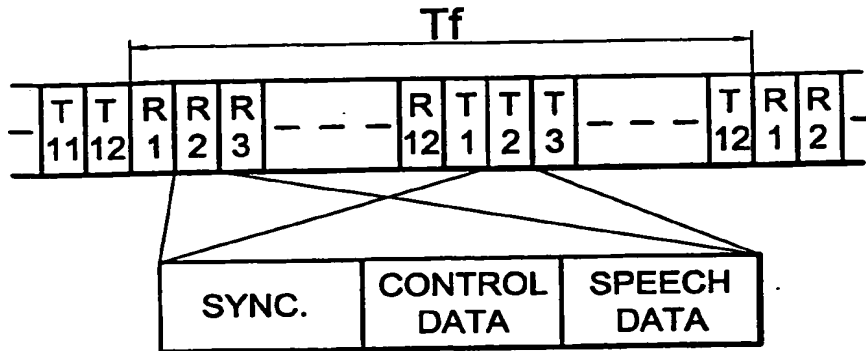 Tf
T 11 T 12 R 1 R 2 R 3 - - - - R 12 T 1 T 2 T 3 - - - - T 12 R 1 R 2
SYNC. CONTROL DATA SPEECH DATA